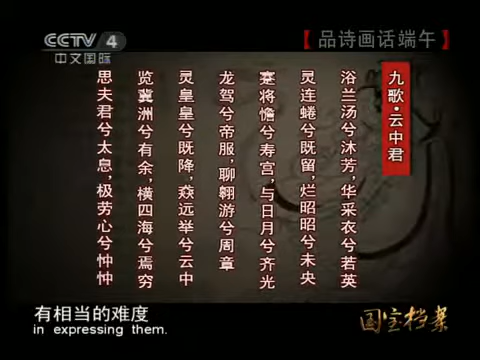 CCTV 4
中文国际
【品诗画话端午】
九歌·云中君
浴兰汤兮沐芳，华采衣兮若英
灵连蜷兮既留，烂昭昭兮未央
蹇将憺兮寿宫，与日月兮齐光
龙驾兮帝服，聊翱游兮周章
灵皇皇兮既降，猋远举兮云中
览冀洲兮有余，横四海兮焉穷
思夫君兮太息，极劳心兮忡忡
有相当的难度
in expressing them.
国宝档案